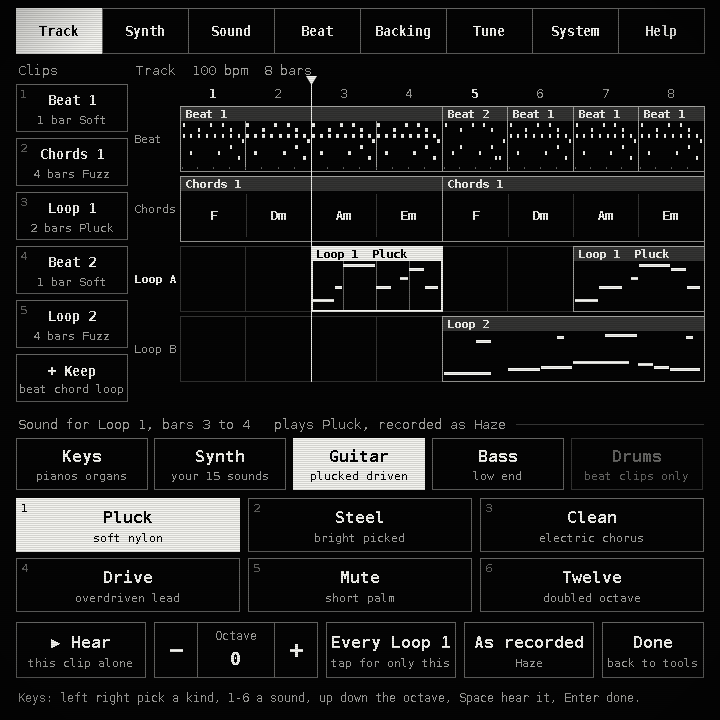 Track Synth Sound Beat Backing Tune System Help
Clips
Track 100 bpm 8 bars
1 2 3 4 5 6 7 8
1 Beat 1
1 bar Soft
2 Chords 1
4 bars Fuzz
3 Loop 1
2 bars Pluck
4 Beat 2
1 bar Soft
5 Loop 2
4 bars Fuzz
+ Keep
beat chord loop
Beat 1 Beat 2 Beat 1 Beat 1 Beat 1
Beat
Chords 1 Chords 1
Chords F Dm Am Em F Dm Am Em
Loop 1 Pluck Loop 1 Pluck
Loop A
Loop 2
Loop B
Sound for Loop 1, bars 3 to 4 plays Pluck, recorded as Haze
Keys
pianos organs
Synth
your 15 sounds
Guitar
plucked driven
Bass
low end
Drums
beat clips only
1 Pluck
soft nylon
2 Steel
bright picked
3 Clean
electric chorus
4 Drive
overdriven lead
5 Mute
short palm
6 Twelve
doubled octave
▶ Hear
this clip alone
− Octave +
0
Every Loop 1
tap for only this
As recorded
Haze
Done
back to tools
Keys: left right pick a kind, 1-6 a sound, up down the octave, Space hear it, Enter done.